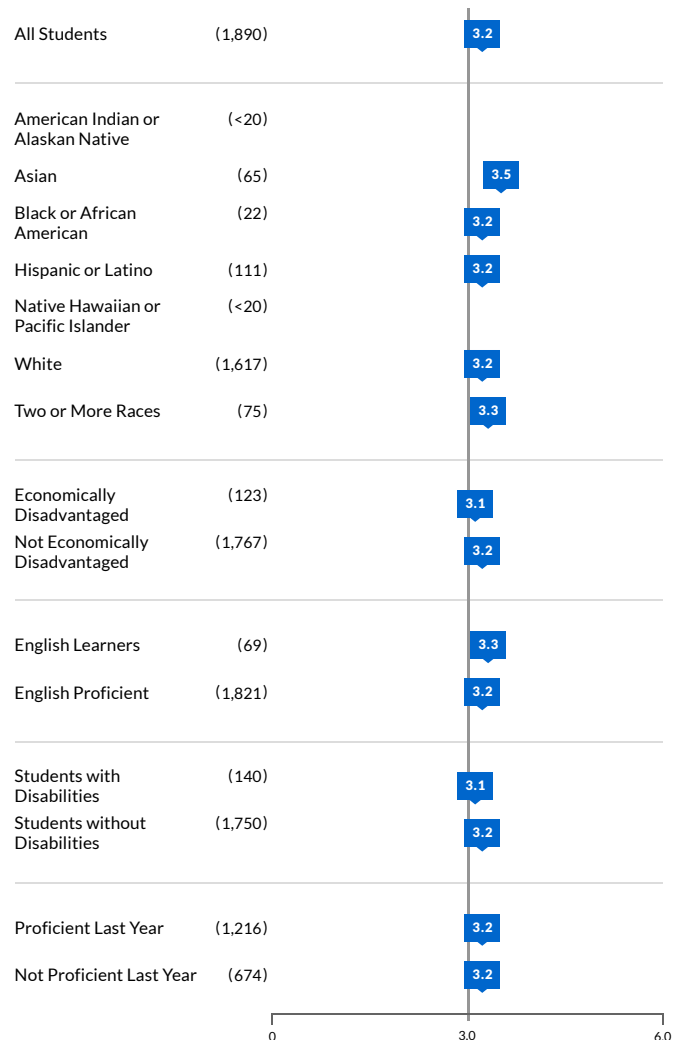 All Students (1,890) 3.2
American Indian or (<20)
Alaskan Native
Asian (65) 3.5
Black or African (22) 3.2
American
Hispanic or Latino (111) 3.2
Native Hawaiian or (<20)
Pacific Islander
White (1,617) 3.2
Two or More Races (75) 3.3
Economically (123) 3.1
Disadvantaged
Not Economically (1,767) 3.2
Disadvantaged
English Learners (69) 3.3
English Proficient (1,821) 3.2
Students with (140) 3.1
Disabilities
Students without (1,750) 3.2
Disabilities
Proficient Last Year (1,216) 3.2
Not Proficient Last Year (674) 3.2
0 3.0 6.0